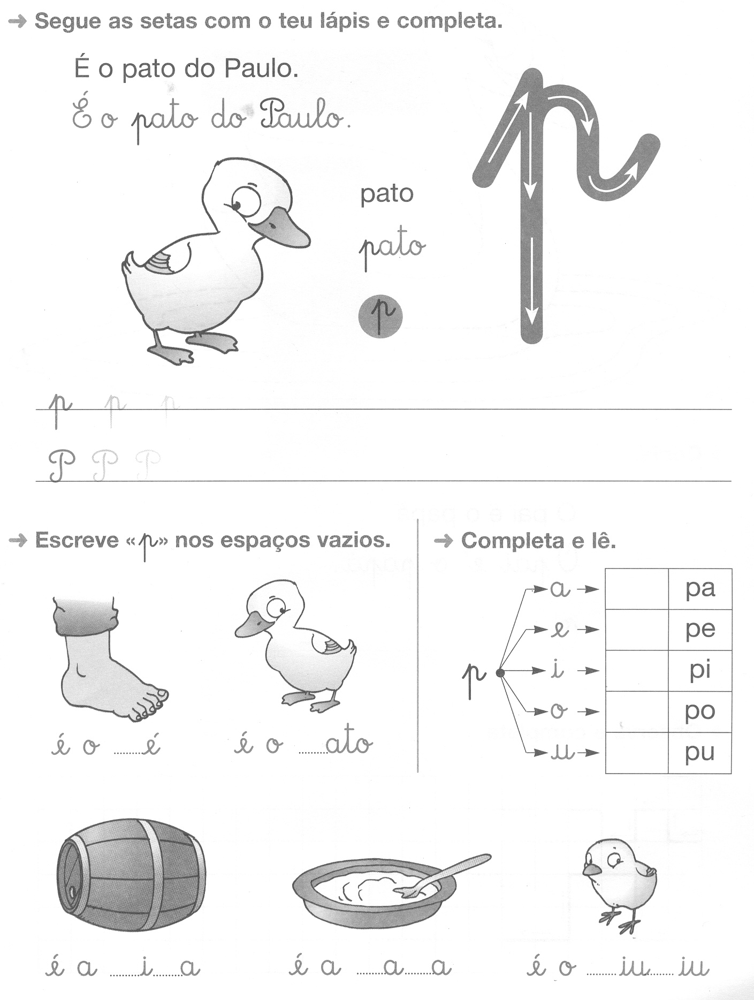 Segue as setas com o teu lápis e completa.
É o pato do Paulo.
É o pato do Paulo.
pato
pato
p
p
p p p
P P P
Escreve «p» nos espaços vazios.
é o ........é
é o ........ato
Completa e lê.
p
a pa
e pe
i pi
o po
u pu
é a ........i........a
é a ........a........a
é o ........iu........iu